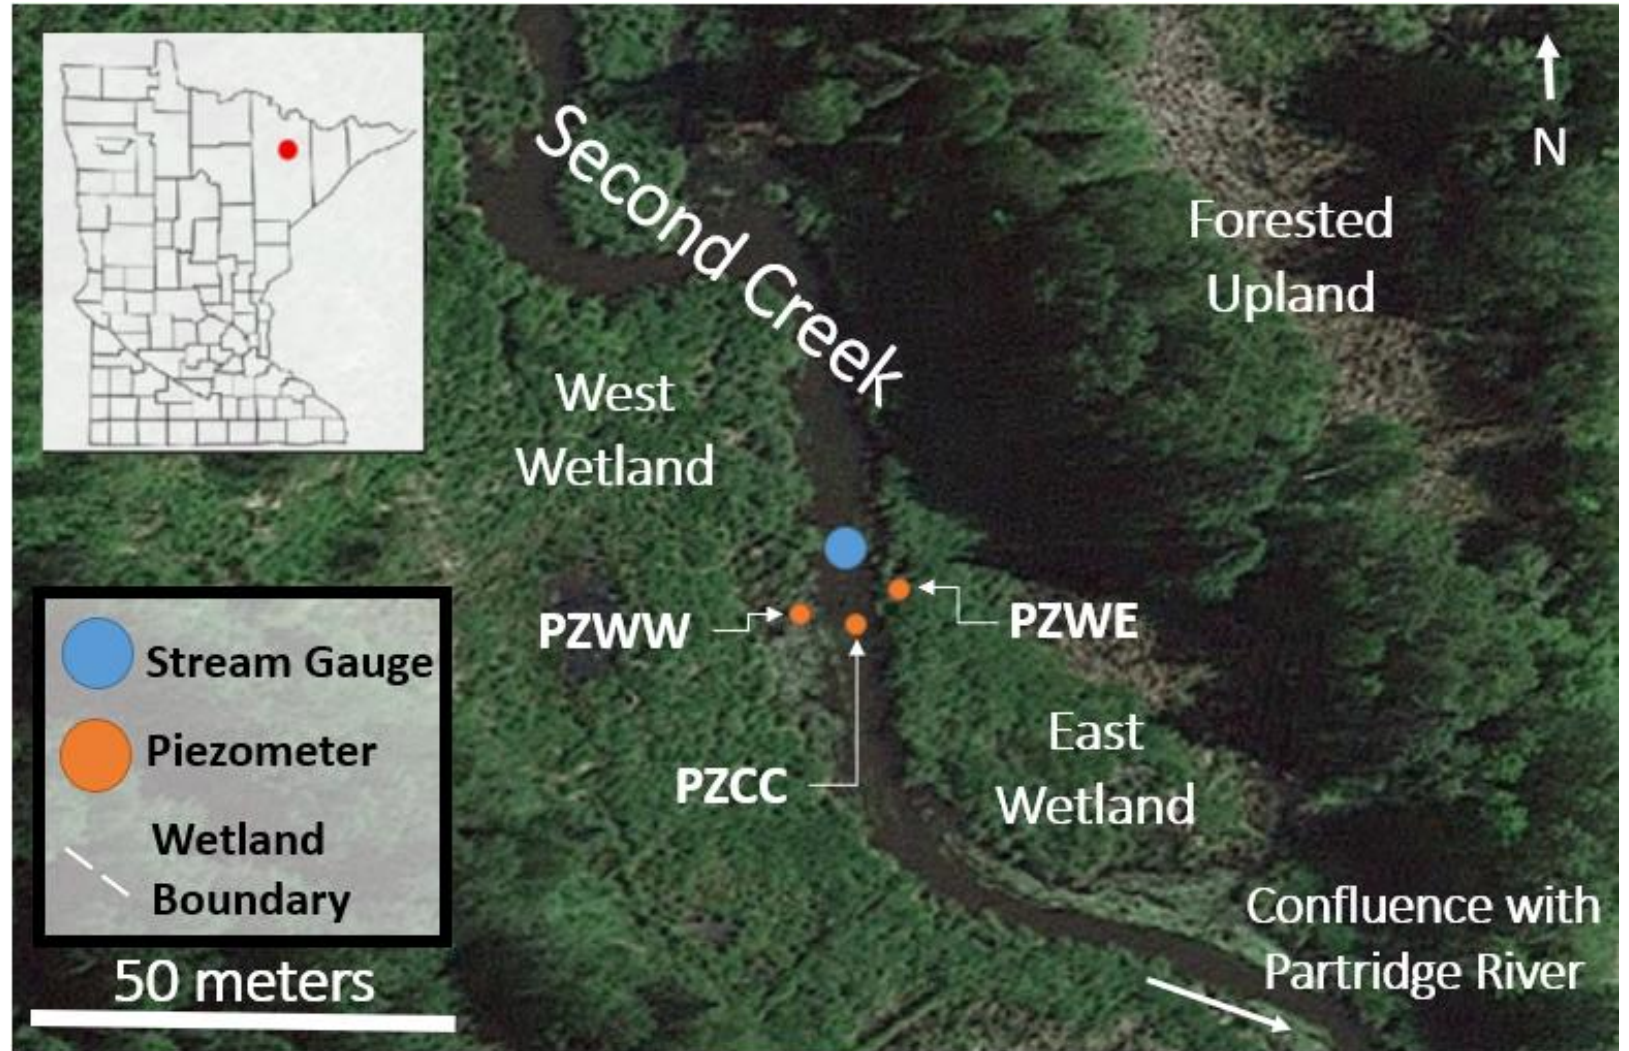 Second Creek
N
Forested
Upland
West
Wetland
PZWW
PZWE
PZCC
East
Wetland
Stream Gauge
Piezometer
Wetland
Boundary
50 meters
Confluence with
Partridge River